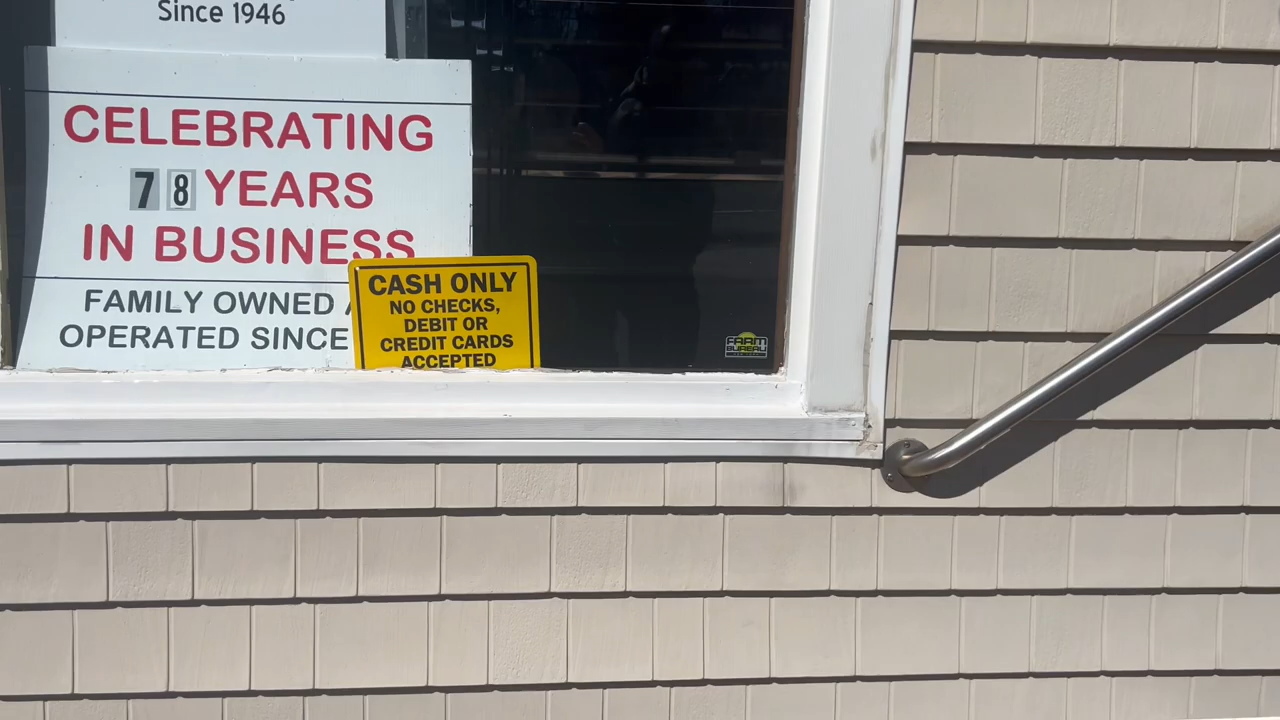 Since 1946
CELEBRATING
78 YEARS
IN BUSINESS
FAMILY OWNED
OPERATED SINCE
CASH ONLY
NO CHECKS,
DEBIT OR
CREDIT CARDS
ACCEPTED
FARM
BUREAU